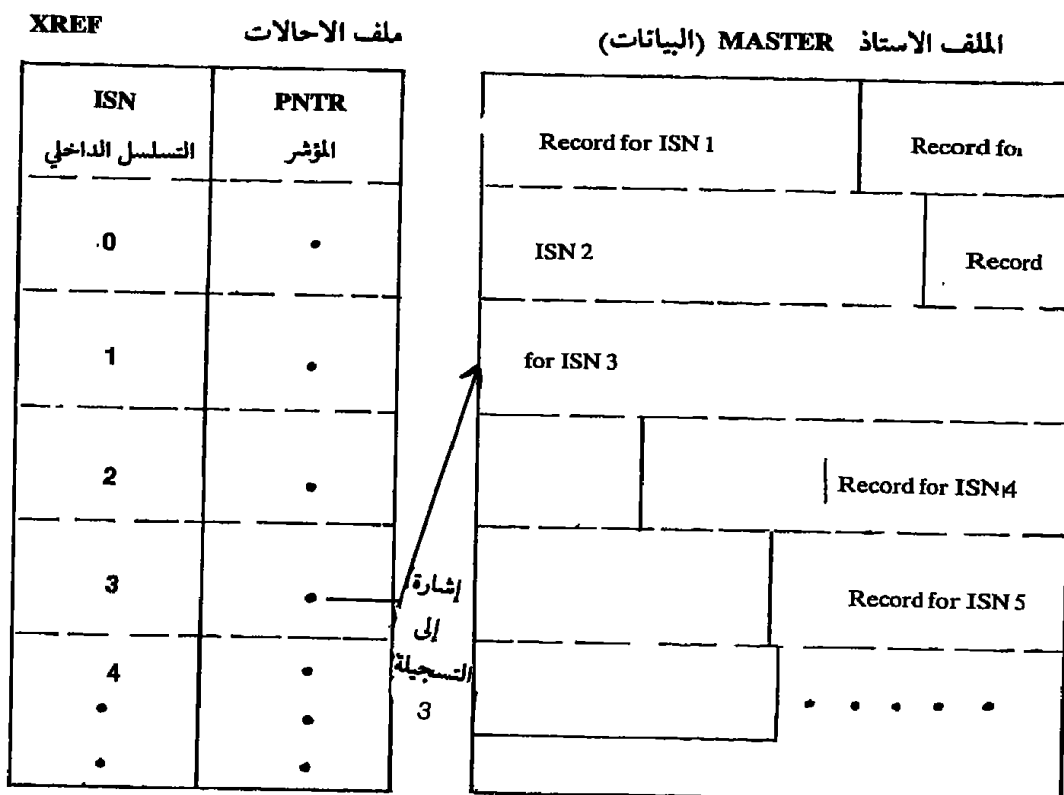 XREF ملف الاحالات
الملف الاستاذ MASTER (البيانات)
ISN PNTR
التسلسل الداخلي المؤشر
0
1
2
3
4
إشارة
إلى
التسجيلة
3
Record for ISN 1 Record for
ISN 2 Record
for ISN 3
Record for ISN 4
Record for ISN 5